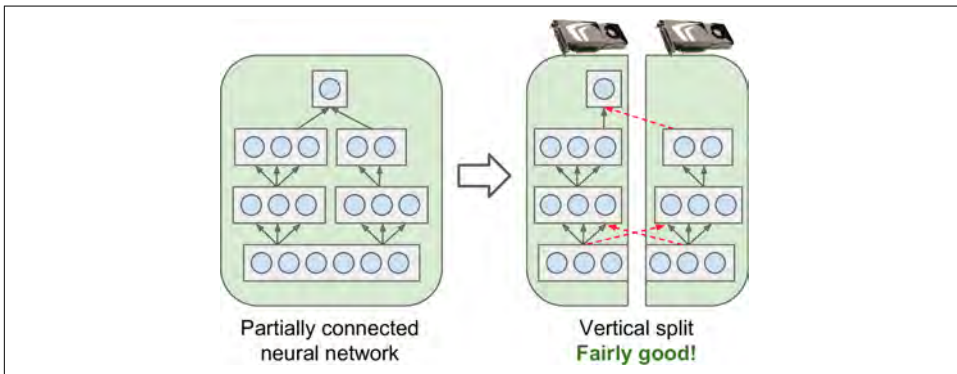 Partially connected
neural network
Vertical split
Fairly good!